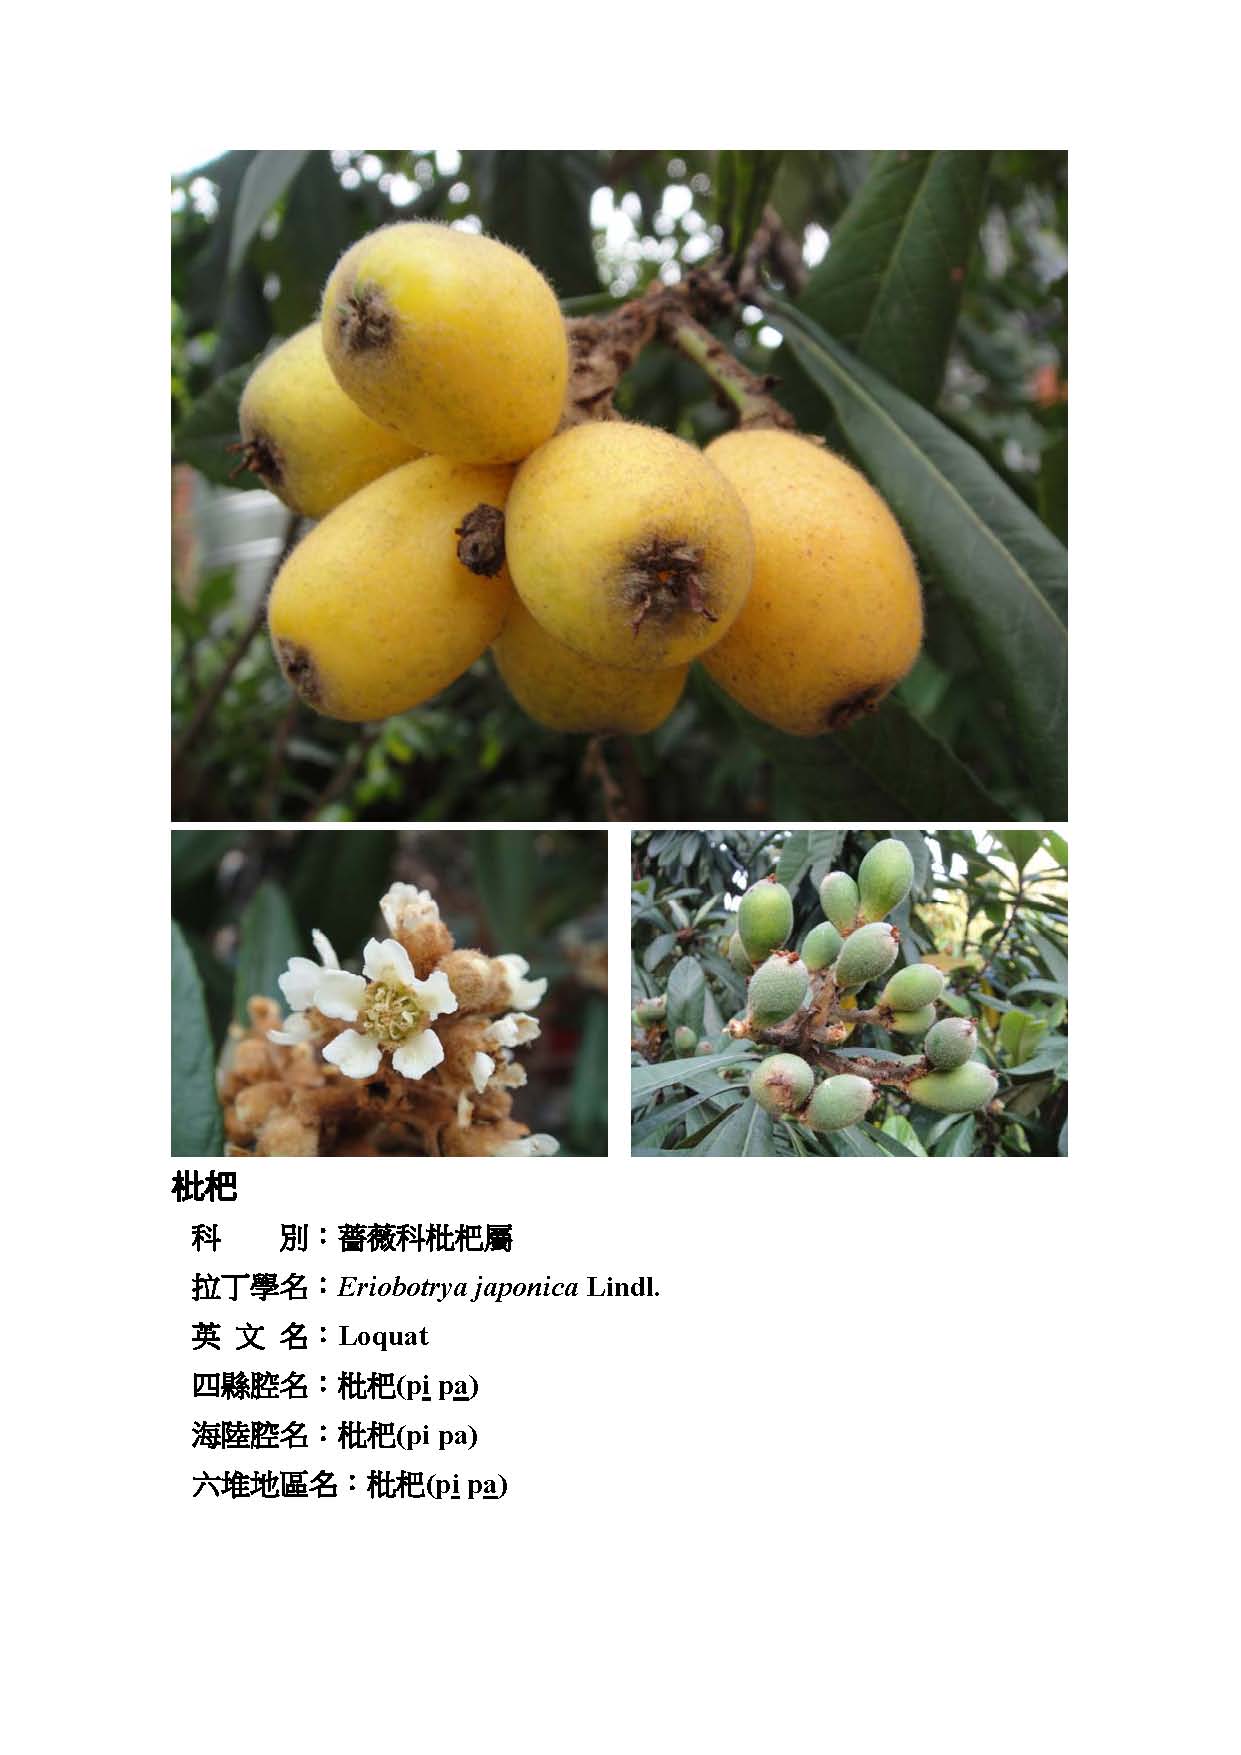 枇杷
科　　別：薔薇科枇杷屬
拉丁學名：Eriobotrya japonica Lindl.
英 文 名：Loquat
四縣腔名：枇杷(pi̲ pa̲)
海陸腔名：枇杷(pi pa)
六堆地區名：枇杷(pi̲ pa̲)